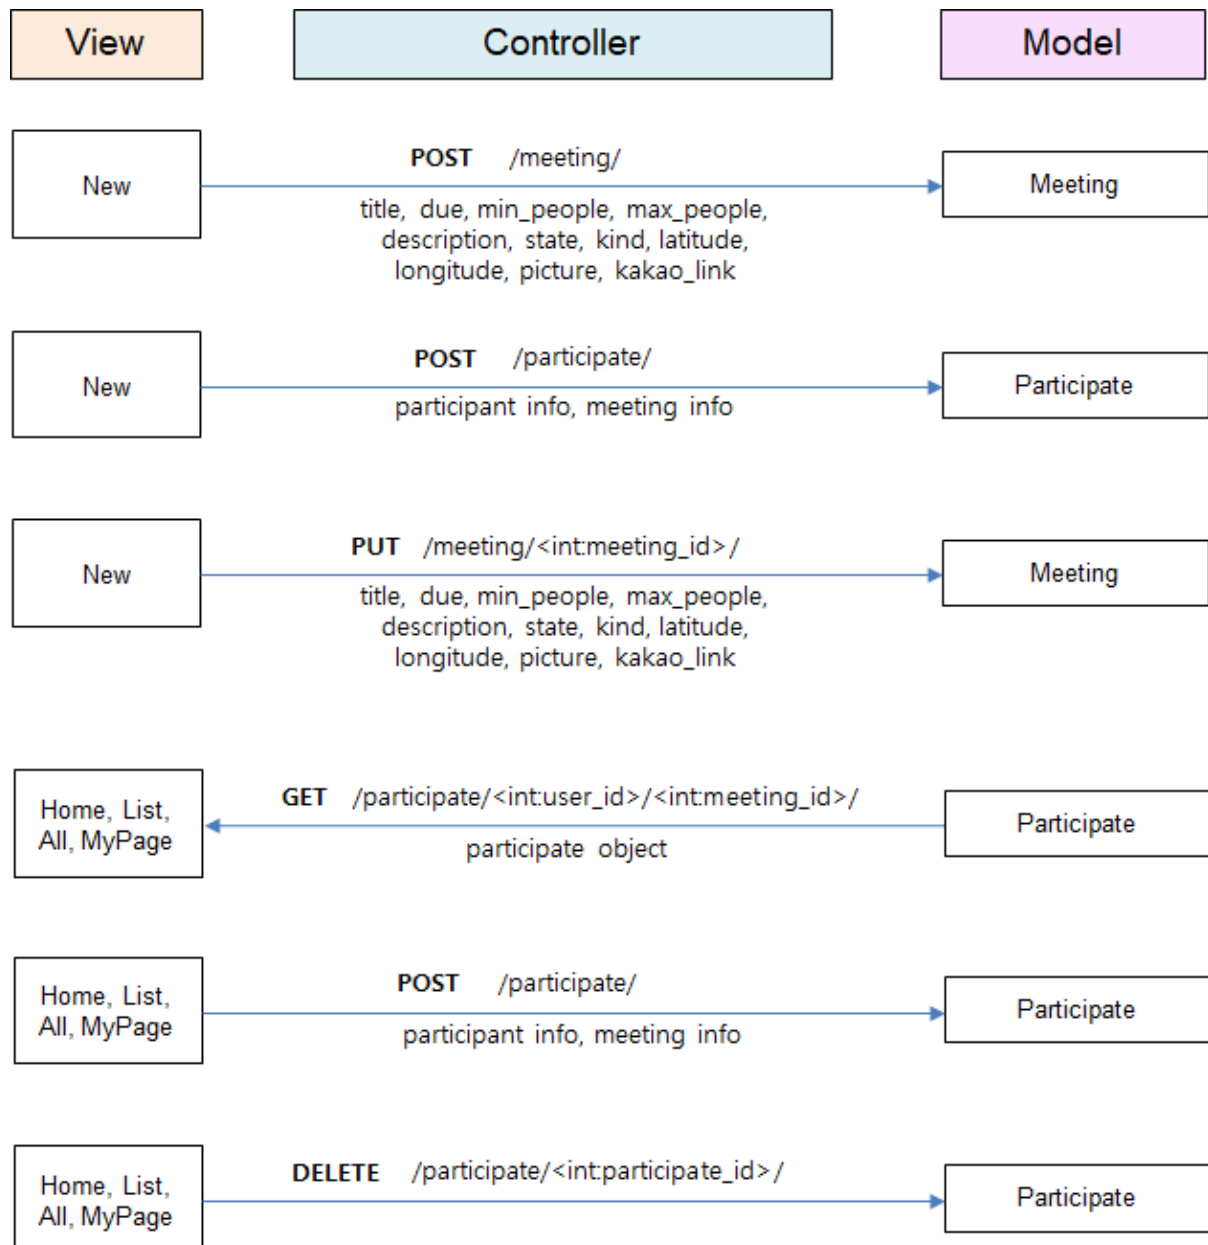 View
Controller
Model
New
POST /meeting/
title, due, min_people, max_people,
description, state, kind, latitude,
longitude, picture, kakao_link
Meeting
New
POST /participate/
participant info, meeting info
Participate
New
PUT /meeting/<int:meeting_id>/
title, due, min_people, max_people,
description, state, kind, latitude,
longitude, picture, kakao_link
Meeting
Home, List,
All, MyPage
GET /participate/<int:user_id>/<int:meeting_id>/
participate object
Participate
Home, List,
All, MyPage
POST /participate/
participant info, meeting info
Participate
Home, List,
All, MyPage
DELETE /participate/<int:participate_id>/
Participate